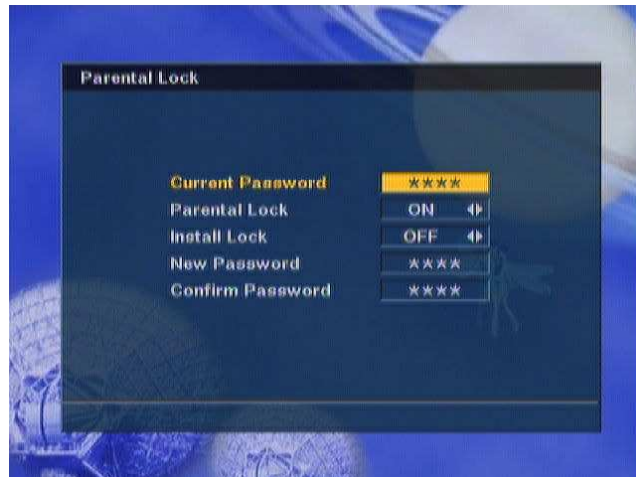 Parental Lock
Current Password ****
Parental Lock ON
Install Lock OFF
New Password ****
Confirm Password ****